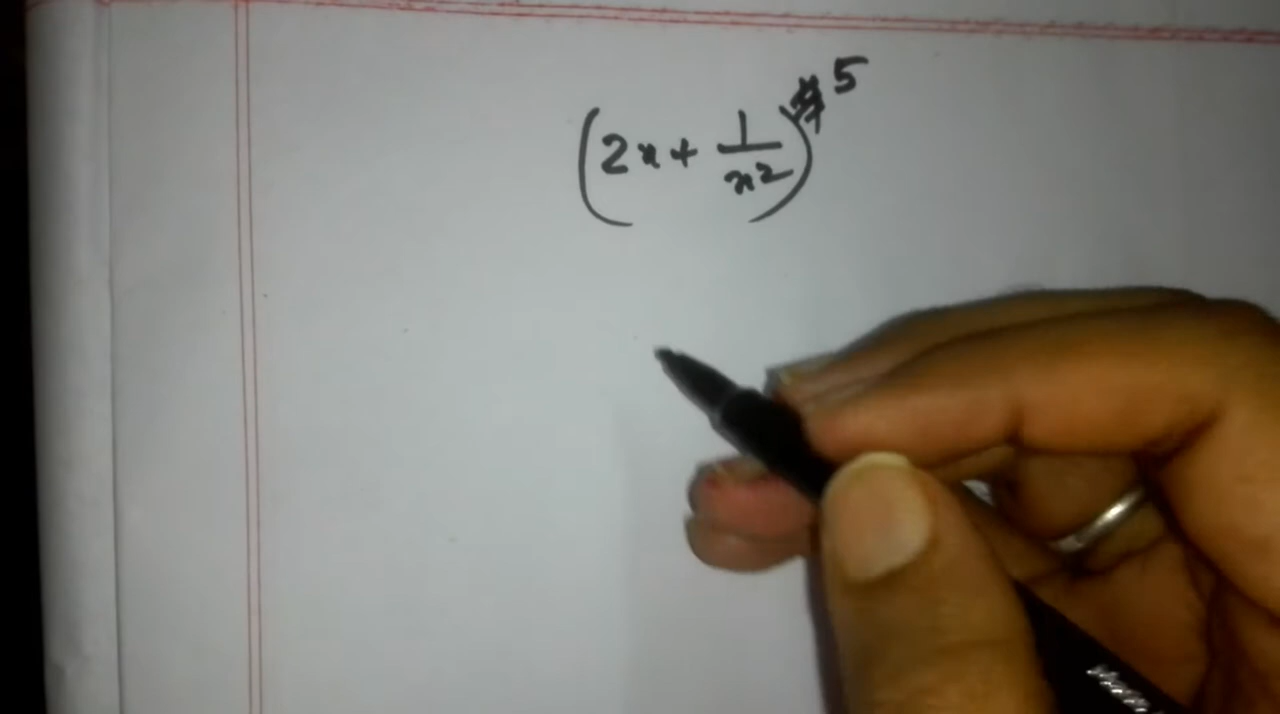 (2x + 1/x²)⁵